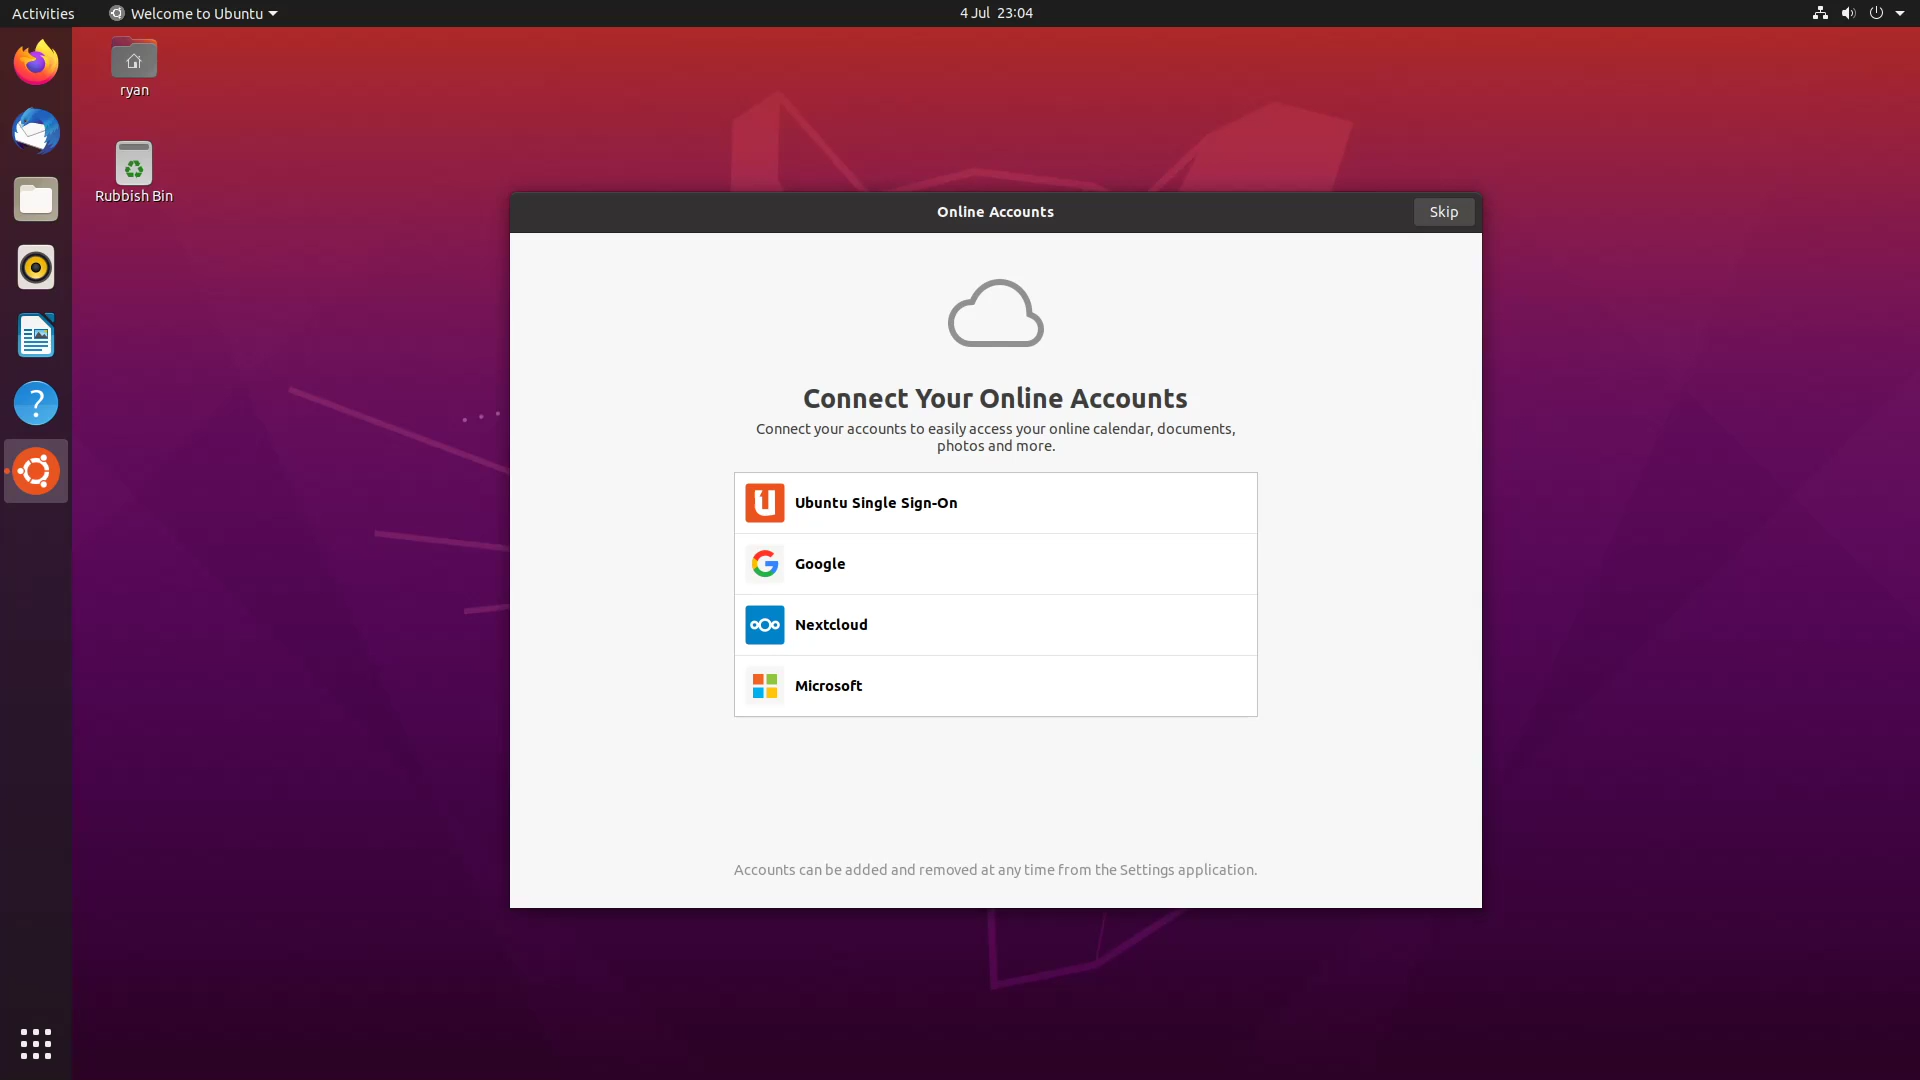 Activities
Welcome to Ubuntu
4 Jul 23:04
ryan
Rubbish Bin
Online Accounts
Skip
Connect Your Online Accounts
Connect your accounts to easily access your online calendar, documents,
photos and more.
Ubuntu Single Sign-On
Google
Nextcloud
Microsoft
Accounts can be added and removed at any time from the Settings application.